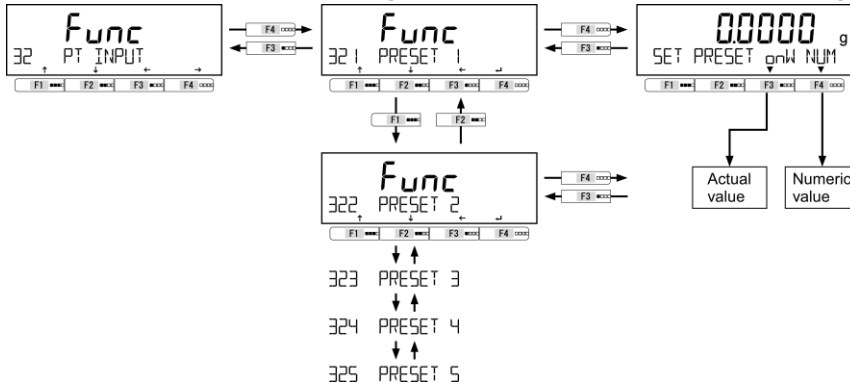 Func
32 PT INPUT
F1 F2 F3 F4
F4
F3
Func
321 PRESET 1
F1 F2 F3 F4
F4
F3
0.0000 g
SET PRESET onW NUM
F1 F2 F3 F4
F1 F2
Func
322 PRESET 2
F1 F2 F3 F4
F4
F3
Actual
value
Numeric
value
323 PRESET 3
324 PRESET 4
325 PRESET 5